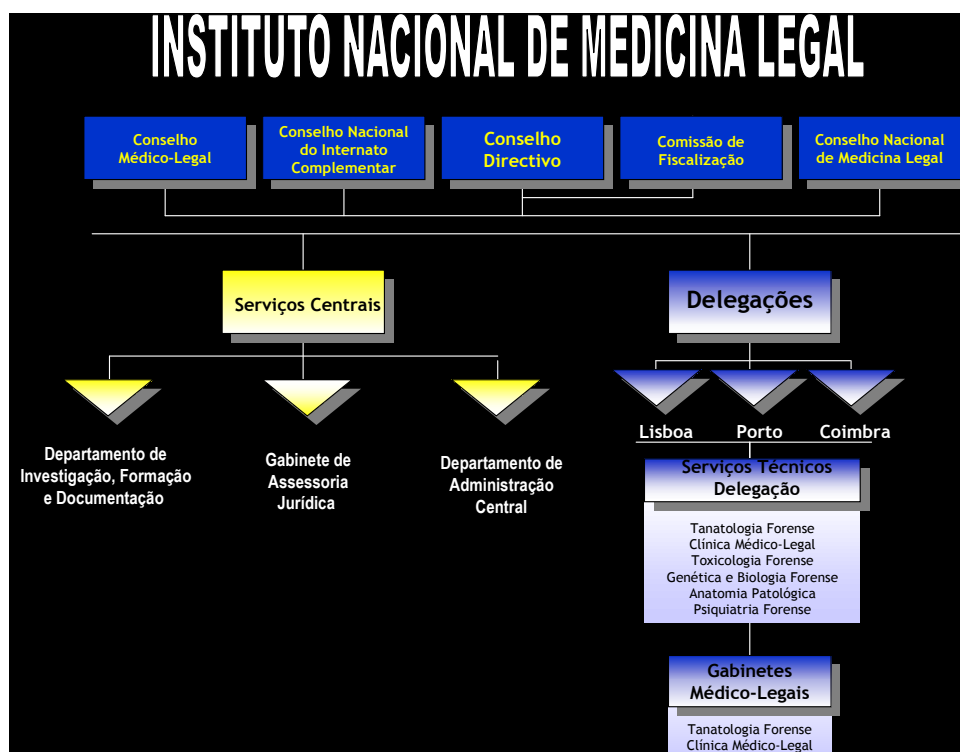 INSTITUTO NACIONAL DE MEDICINA LEGAL
Conselho
Médico-Legal
Conselho Nacional
do Internato
Complementar
Conselho
Directivo
Comissão de
Fiscalização
Conselho Nacional
de Medicina Legal
Serviços Centrais
Delegações
Departamento de
Investigação, Formação
e Documentação
Gabinete de
Assessoria
Jurídica
Departamento de
Administração
Central
Lisboa
Porto
Coimbra
Serviços Técnicos
Delegação
Tanatologia Forense
Clínica Médico-Legal
Toxicologia Forense
Genética e Biologia Forense
Anatomia Patológica
Psiquiatria Forense
Gabinetes
Médico-Legais
Tanatologia Forense
Clínica Médico-Legal